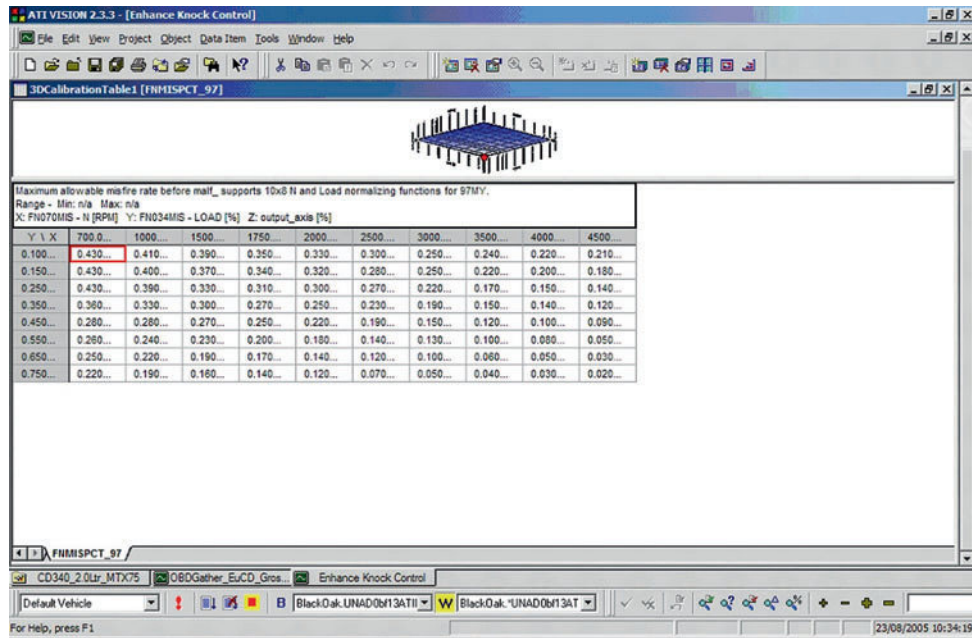 ATI VISION 2.3.3 - [Enhance Knock Control]
File Edit View Project Object Data Item Tools Window Help
3DCalibrationTable1 [FNMISPCT_97]
Maximum allowable misfire rate before malf_ supports 10x8 N and Load normalizing functions for 97MY.
Range - Min: n/a Max: n/a
X: FN070MIS - N [RPM] Y: FN034MIS - LOAD [%] Z: output_axis [%]
Y \ X 700.0... 1000.... 1500.... 1750.... 2000.... 2500.... 3000.... 3500.... 4000.... 4500....
0.100... 0.430... 0.410... 0.390... 0.350... 0.330... 0.300... 0.250... 0.240... 0.220... 0.210...
0.150... 0.430... 0.400... 0.370... 0.340... 0.320... 0.280... 0.250... 0.220... 0.200... 0.180...
0.250... 0.430... 0.390... 0.330... 0.310... 0.300... 0.270... 0.220... 0.170... 0.150... 0.140...
0.350... 0.360... 0.330... 0.300... 0.270... 0.250... 0.230... 0.190... 0.150... 0.140... 0.120...
0.450... 0.280... 0.280... 0.270... 0.250... 0.220... 0.190... 0.150... 0.120... 0.100... 0.090...
0.550... 0.260... 0.240... 0.230... 0.200... 0.180... 0.140... 0.130... 0.100... 0.080... 0.050...
0.650... 0.250... 0.220... 0.190... 0.170... 0.140... 0.120... 0.100... 0.060... 0.050... 0.030...
0.750... 0.220... 0.190... 0.160... 0.140... 0.120... 0.070... 0.050... 0.040... 0.030... 0.020...
FNMISPCT_97
CD340_2.0Ltr_MTX75 OBDGather_EuCD_Gros... Enhance Knock Control
Default Vehicle B BlackOak.UNAD0bf13ATII W BlackOak.*UNAD0bf13AT
For Help, press F1 23/08/2005 10:34:19